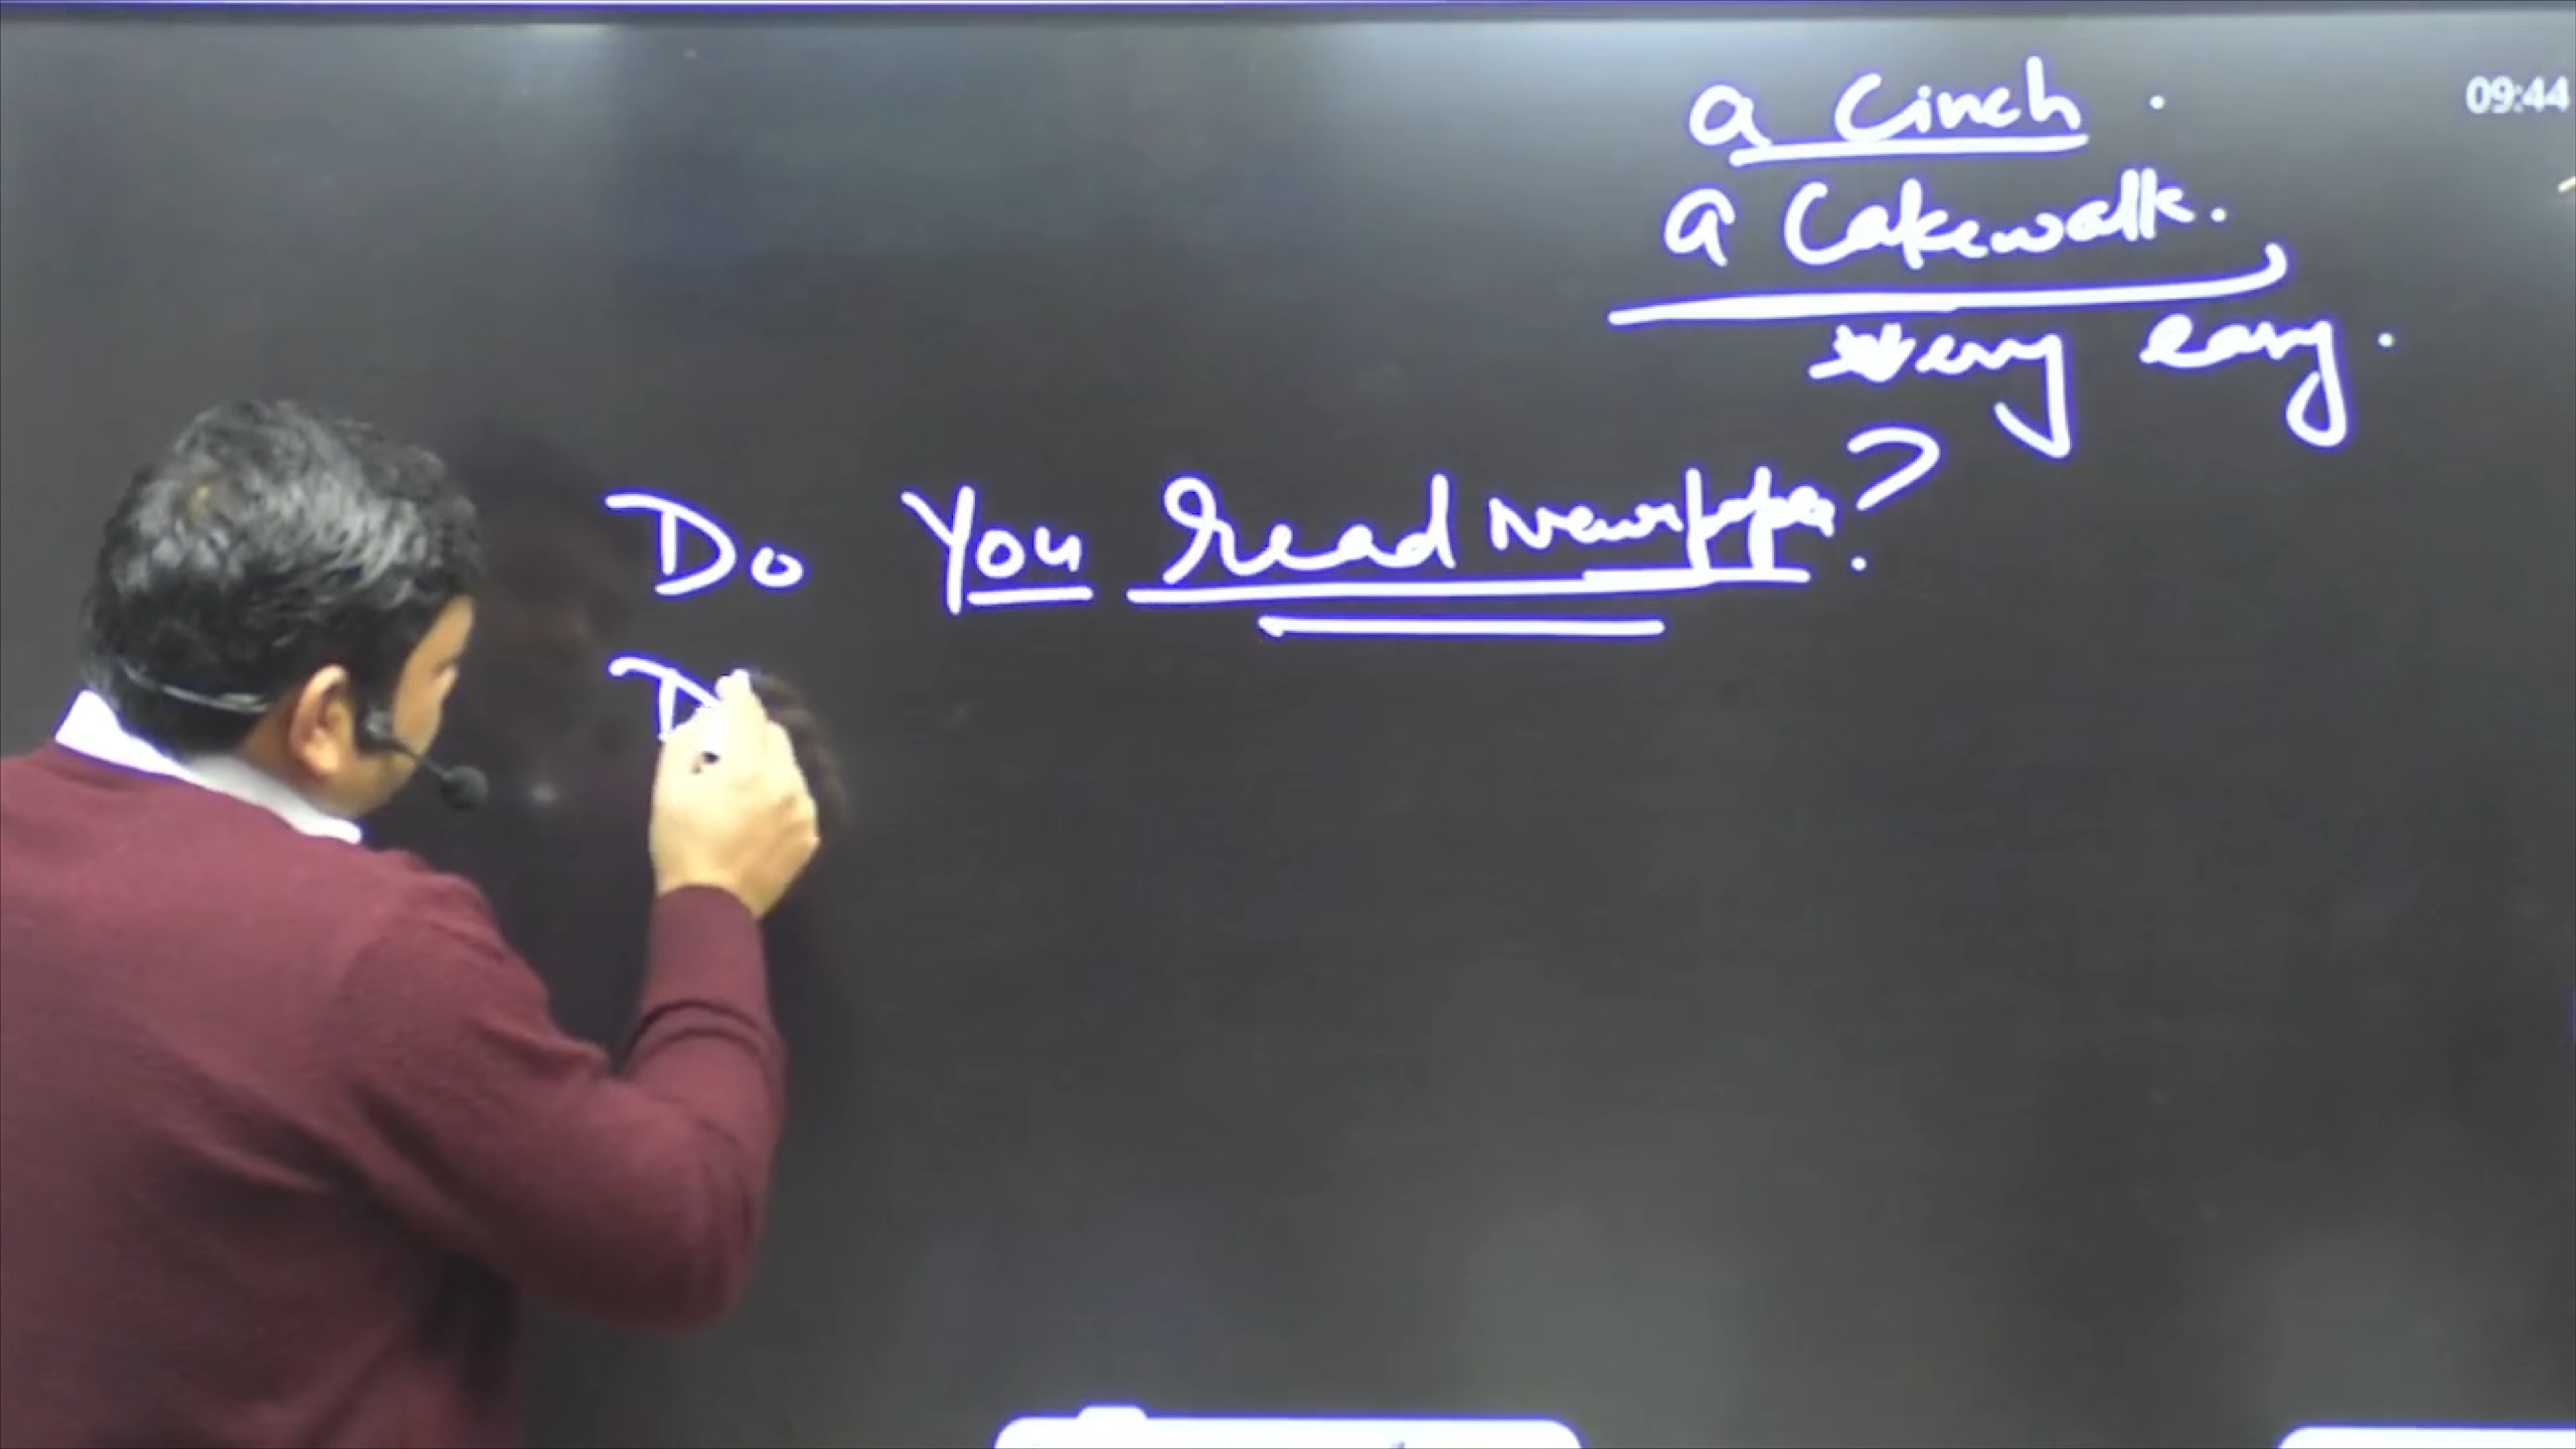 09:44
a Cinch.
a Cakewalk.
very easy.
Do You read Newspaper?
D